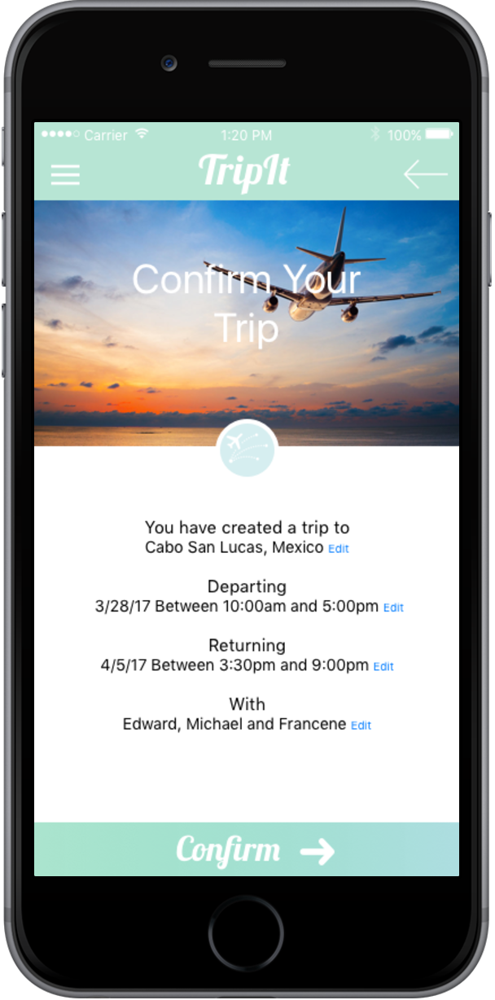 Carrier 1:20 PM 100%
TripIt
Confirm Your
Trip
You have created a trip to
Cabo San Lucas, Mexico Edit
Departing
3/28/17 Between 10:00am and 5:00pm Edit
Returning
4/5/17 Between 3:30pm and 9:00pm Edit
With
Edward, Michael and Francene Edit
Confirm